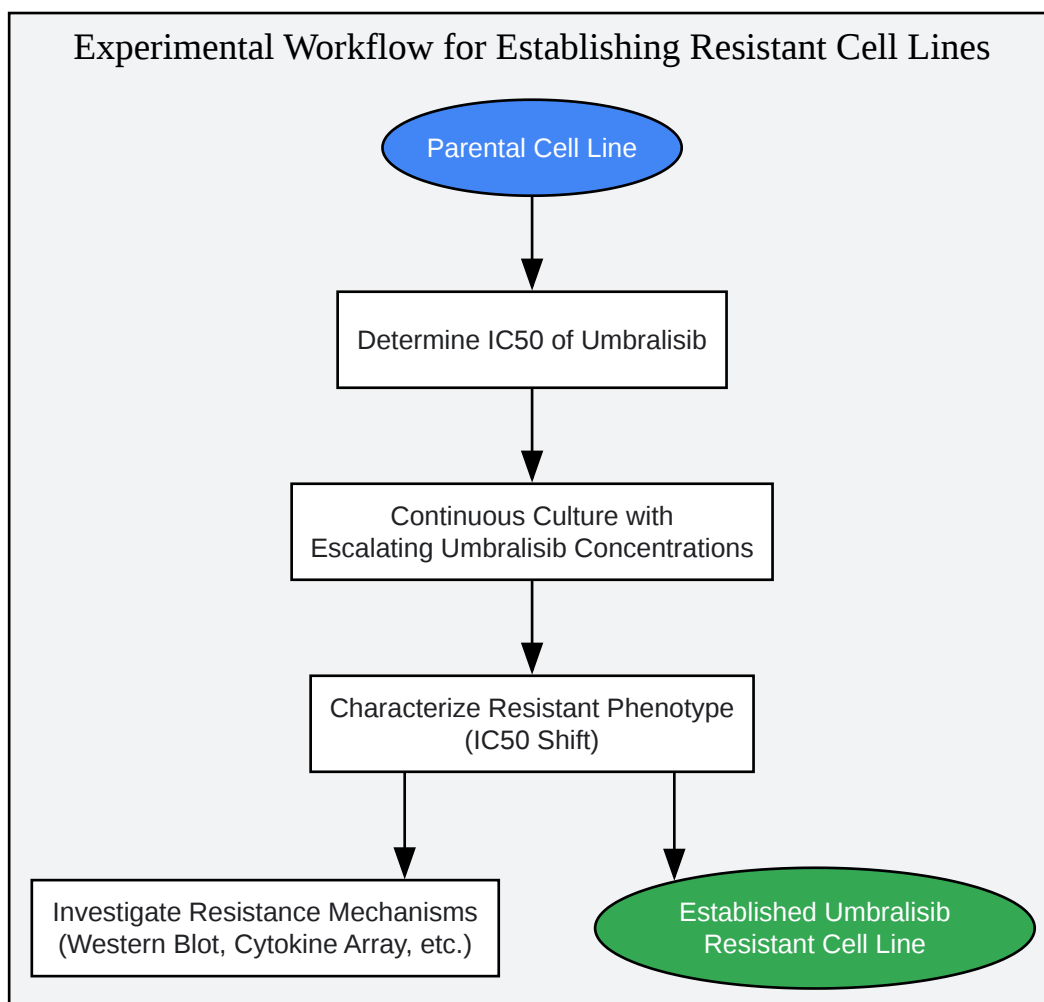 Experimental Workflow for Establishing Resistant Cell Lines
Parental Cell Line
Determine IC50 of Umbralisib
Continuous Culture with
Escalating Umbralisib Concentrations
Characterize Resistant Phenotype
(IC50 Shift)
Investigate Resistance Mechanisms
(Western Blot, Cytokine Array, etc.)
Established Umbralisib
Resistant Cell Line